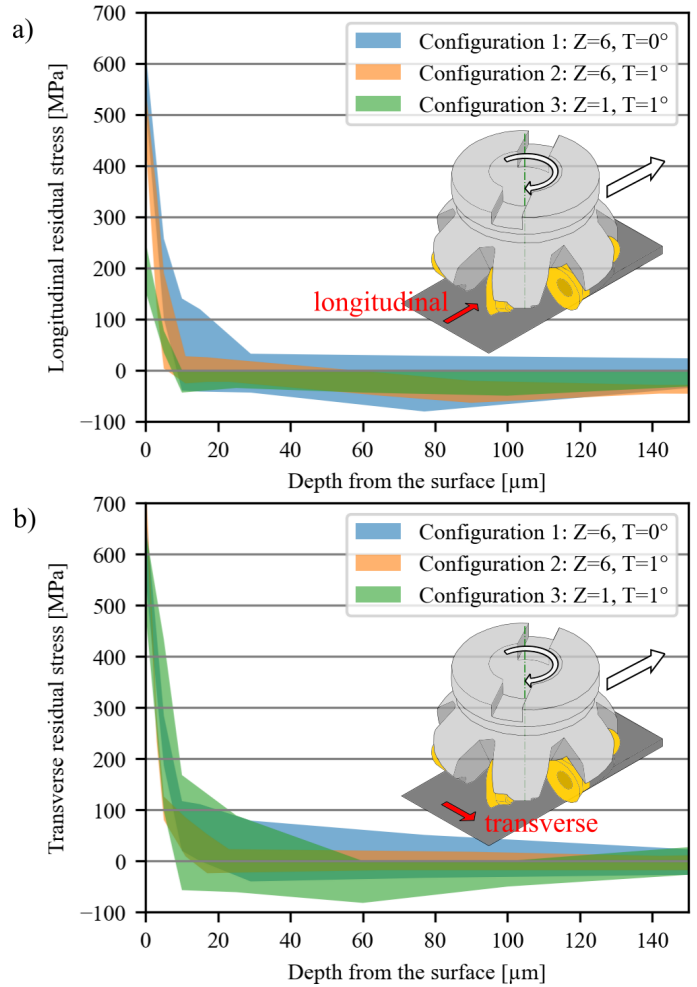 a)
Longitudinal residual stress [MPa]
700
600
500
400
300
200
100
0
−100
Configuration 1: Z=6, T=0°
Configuration 2: Z=6, T=1°
Configuration 3: Z=1, T=1°
longitudinal
0 20 40 60 80 100 120 140
Depth from the surface [µm]
b)
Transverse residual stress [MPa]
700
600
500
400
300
200
100
0
−100
Configuration 1: Z=6, T=0°
Configuration 2: Z=6, T=1°
Configuration 3: Z=1, T=1°
transverse
0 20 40 60 80 100 120 140
Depth from the surface [µm]